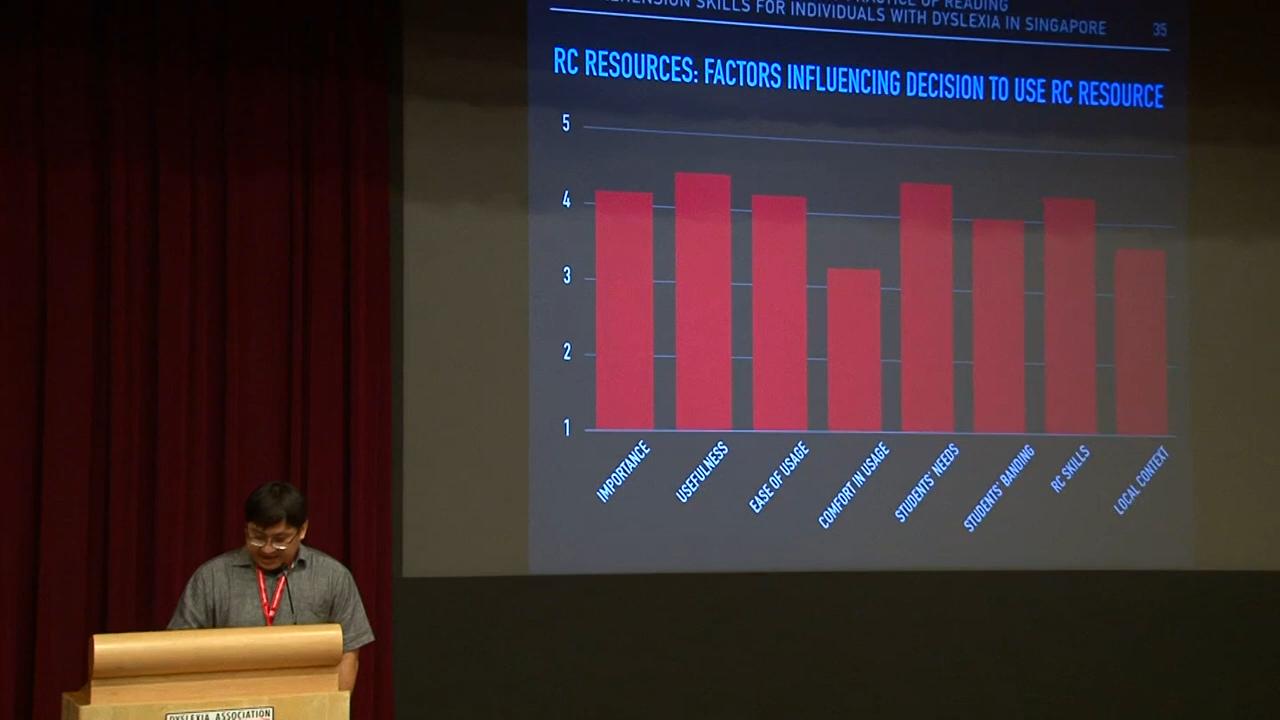 PRACTICE OF READING
HENSION SKILLS FOR INDIVIDUALS WITH DYSLEXIA IN SINGAPORE 35
RC RESOURCES: FACTORS INFLUENCING DECISION TO USE RC RESOURCE
5
4
3
2
1
IMPORTANCE
USEFULNESS
EASE OF USAGE
COMFORT IN USAGE
STUDENTS' NEEDS
STUDENTS' BANDING
RC SKILLS
LOCAL CONTEXT
DYSLEXIA ASSOCIATION